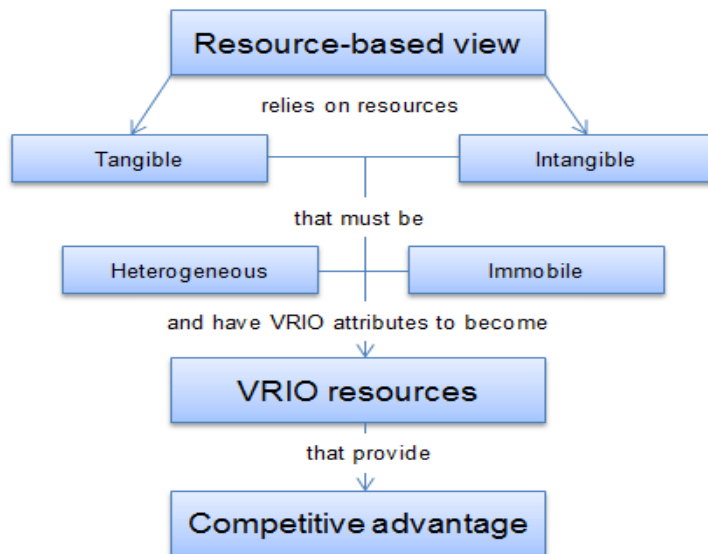 Resource-based view
relies on resources
Tangible
Intangible
that must be
Heterogeneous
Immobile
and have VRIO attributes to become
VRIO resources
that provide
Competitive advantage